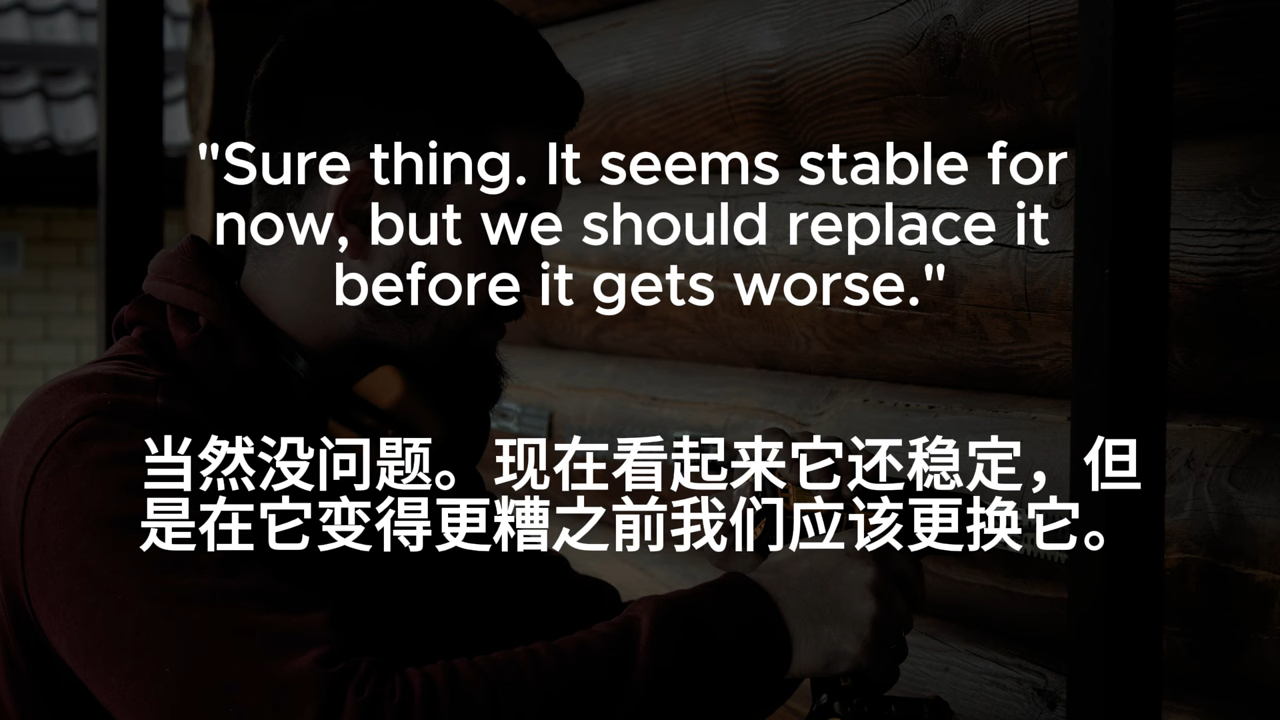 "Sure thing. It seems stable for
now, but we should replace it
before it gets worse."
当然没问题。现在看起来它还稳定，但
是在它变得更糟之前我们应该更换它。